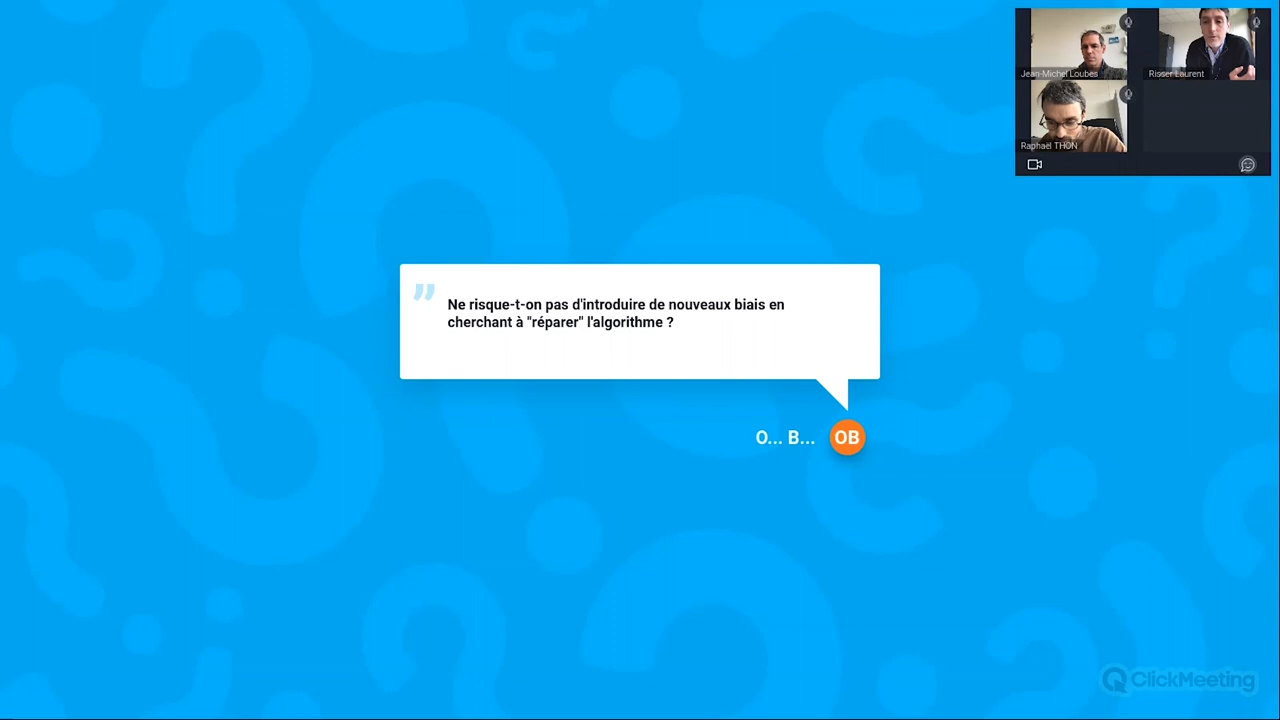 Jean-Michel Loubes
Risser Laurent
Raphaël THON
Ne risque-t-on pas d'introduire de nouveaux biais en
cherchant à "réparer" l'algorithme ?
O... B...
OB
ClickMeeting